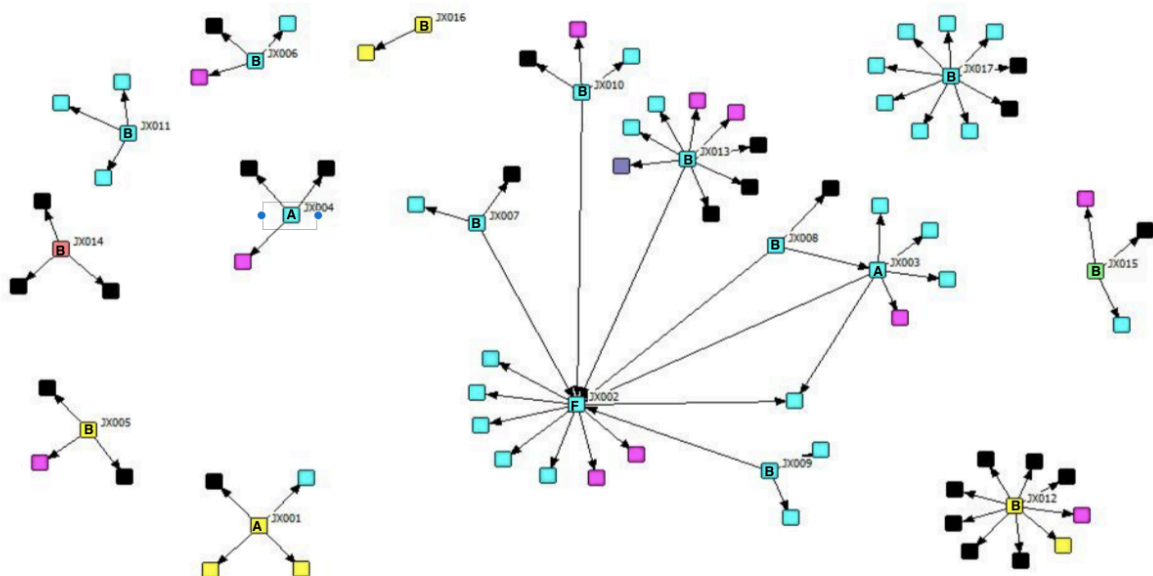 JX016
B
JX006
B
JX010
B
JX017
B
JX011
B
JX013
B
JX004
A
JX007
B
JX014
B
JX008
B
JX003
A
JX015
B
JX002
F
JX005
B
JX009
B
JX012
B
JX001
A